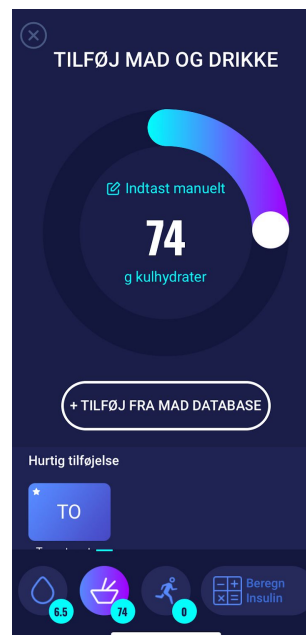 TILFØJ MAD OG DRIKKE
Indtast manuelt
74
g kulhydrater
+ TILFØJ FRA MAD DATABASE
Hurtig tilføjelse
TO
6.5
74
0
Beregn
Insulin